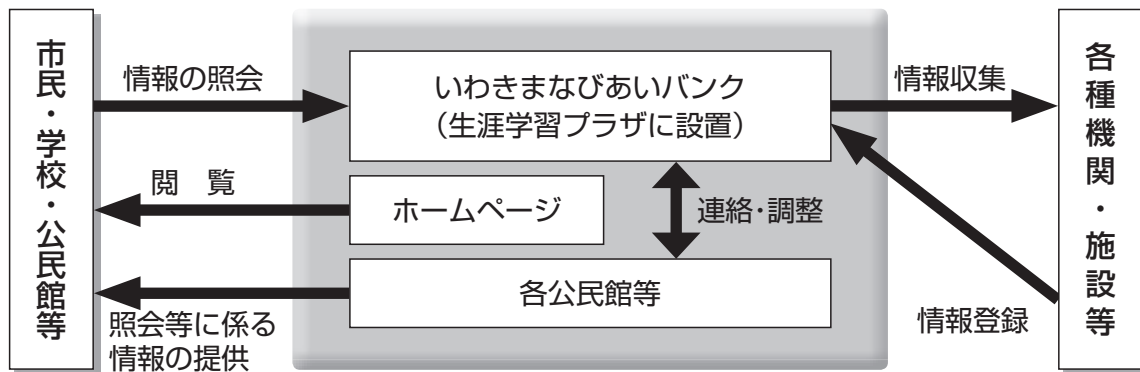 市民・学校・公民館等
情報の照会
閲 覧
照会等に係る
情報の提供
いわきまなびあいバンク
（生涯学習プラザに設置）
ホームページ
連絡・調整
各公民館等
情報収集
情報登録
各種機関・施設等